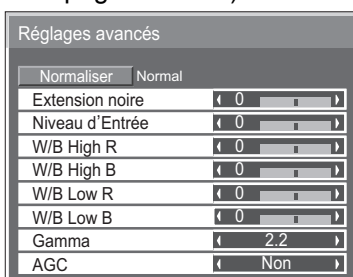 Réglages avancés
Normaliser Normal
Extension noire 0
Niveau d'Entrée 0
W/B High R 0
W/B High B 0
W/B Low R 0
W/B Low B 0
Gamma 2.2
AGC Non